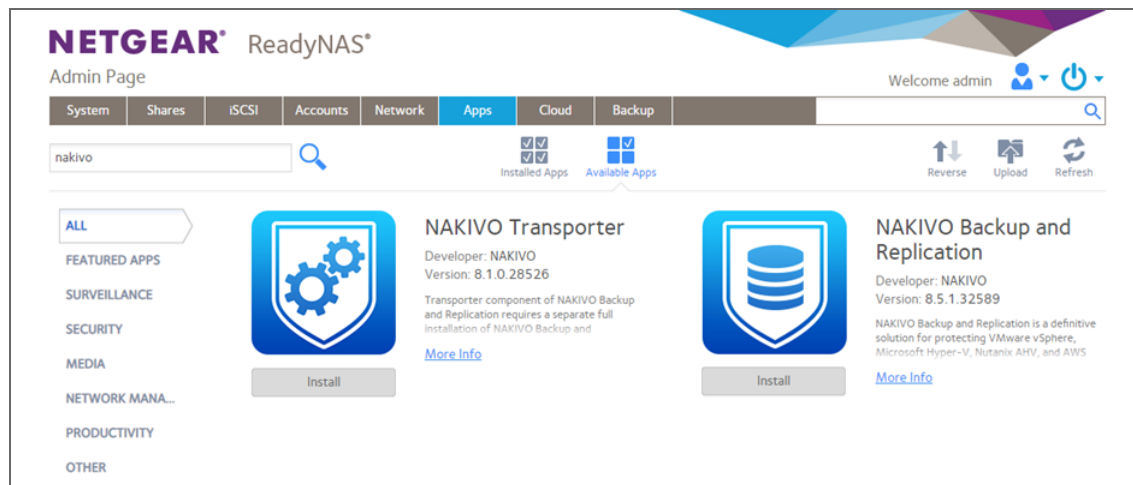 NETGEAR® ReadyNAS®
Admin Page
Welcome admin
System Shares iSCSI Accounts Network Apps Cloud Backup
nakivo
Installed Apps Available Apps
Reverse Upload Refresh
ALL
FEATURED APPS
SURVEILLANCE
SECURITY
MEDIA
NETWORK MANA...
PRODUCTIVITY
OTHER
NAKIVO Transporter
Developer: NAKIVO
Version: 8.1.0.28526
Transporter component of NAKIVO Backup
and Replication requires a separate full
installation of NAKIVO Backup and
More Info
Install
NAKIVO Backup and
Replication
Developer: NAKIVO
Version: 8.5.1.32589
NAKIVO Backup and Replication is a definitive
solution for protecting VMware vSphere,
Microsoft Hyper-V, Nutanix AHV, and AWS
More Info
Install